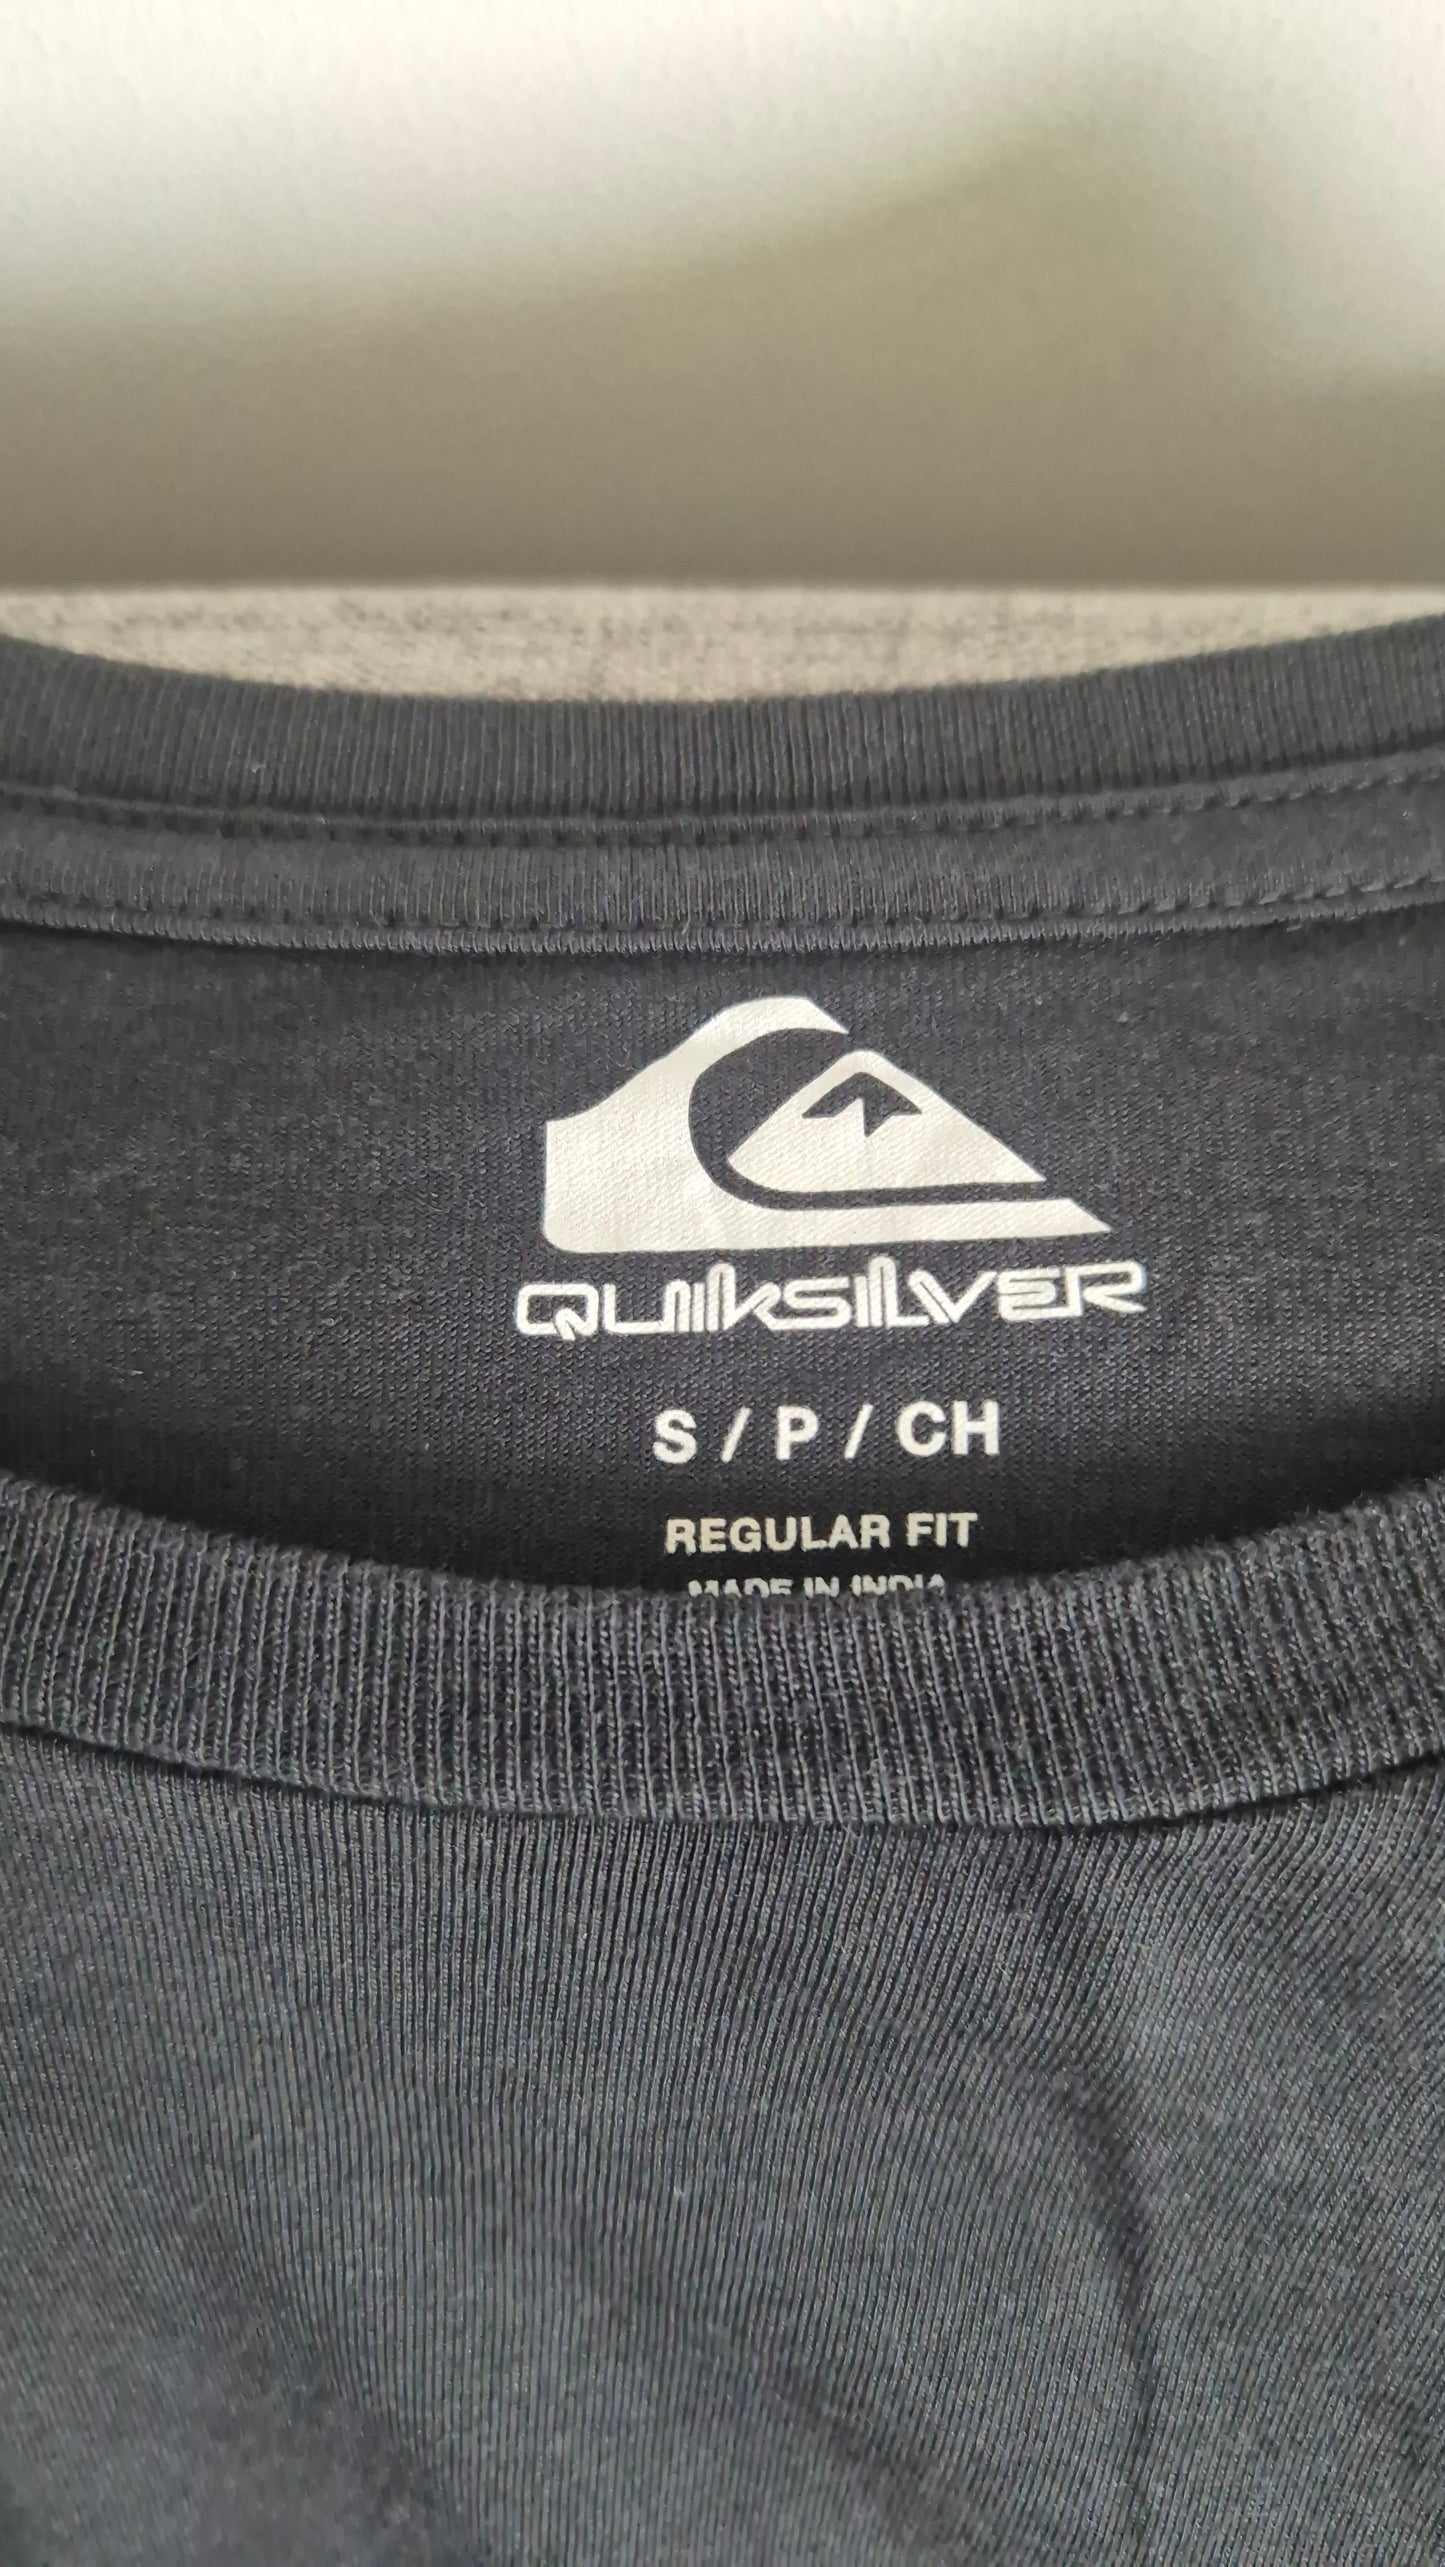 QUIKSILVER
S / P / CH
REGULAR FIT
MADE IN INDIA